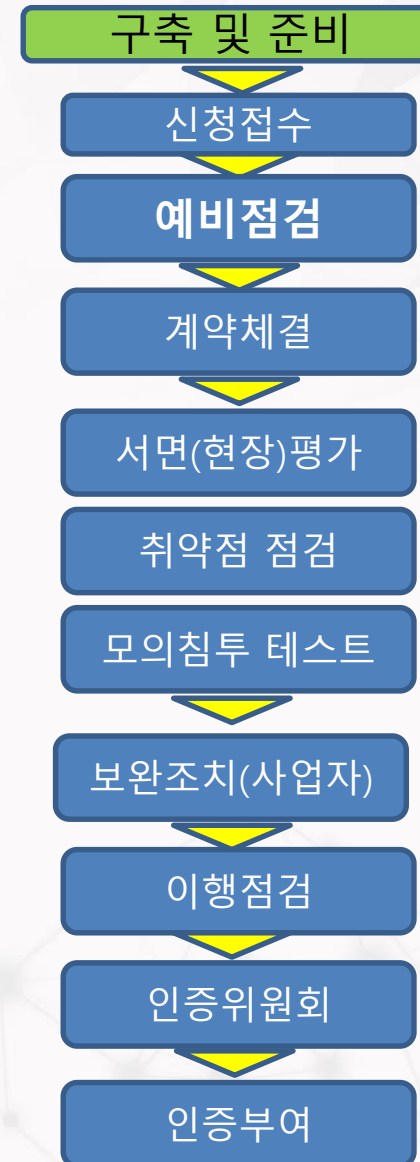 구축 및 준비
신청접수
예비점검
계약체결
서면(현장)평가
취약점 점검
모의침투 테스트
보완조치(사업자)
이행점검
인증위원회
인증부여